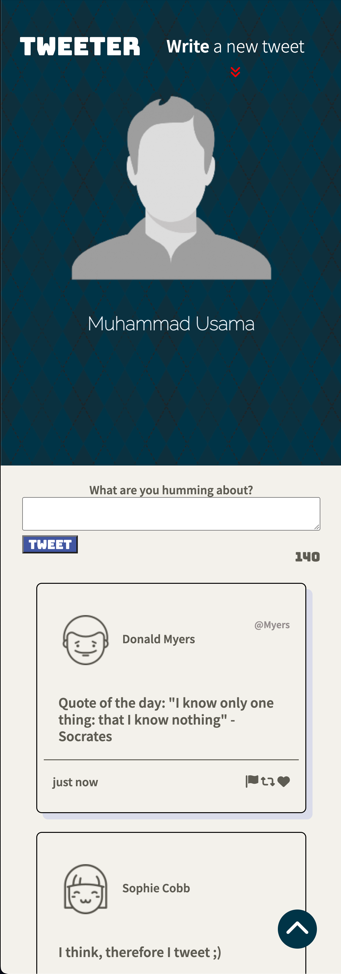 TWEETER
Write a new tweet
Muhammad Usama
What are you humming about?
TWEET
140
Donald Myers
@Myers
Quote of the day: "I know only one
thing: that I know nothing" -
Socrates
just now
Sophie Cobb
I think, therefore I tweet ;)